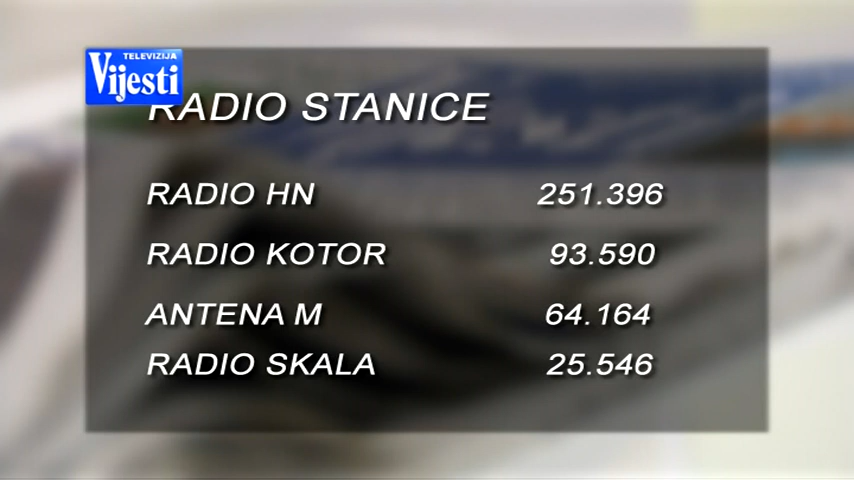 TELEVIZIJA
Vijesti
RADIO STANICE
RADIO HN 251.396
RADIO KOTOR 93.590
ANTENA M 64.164
RADIO SKALA 25.546